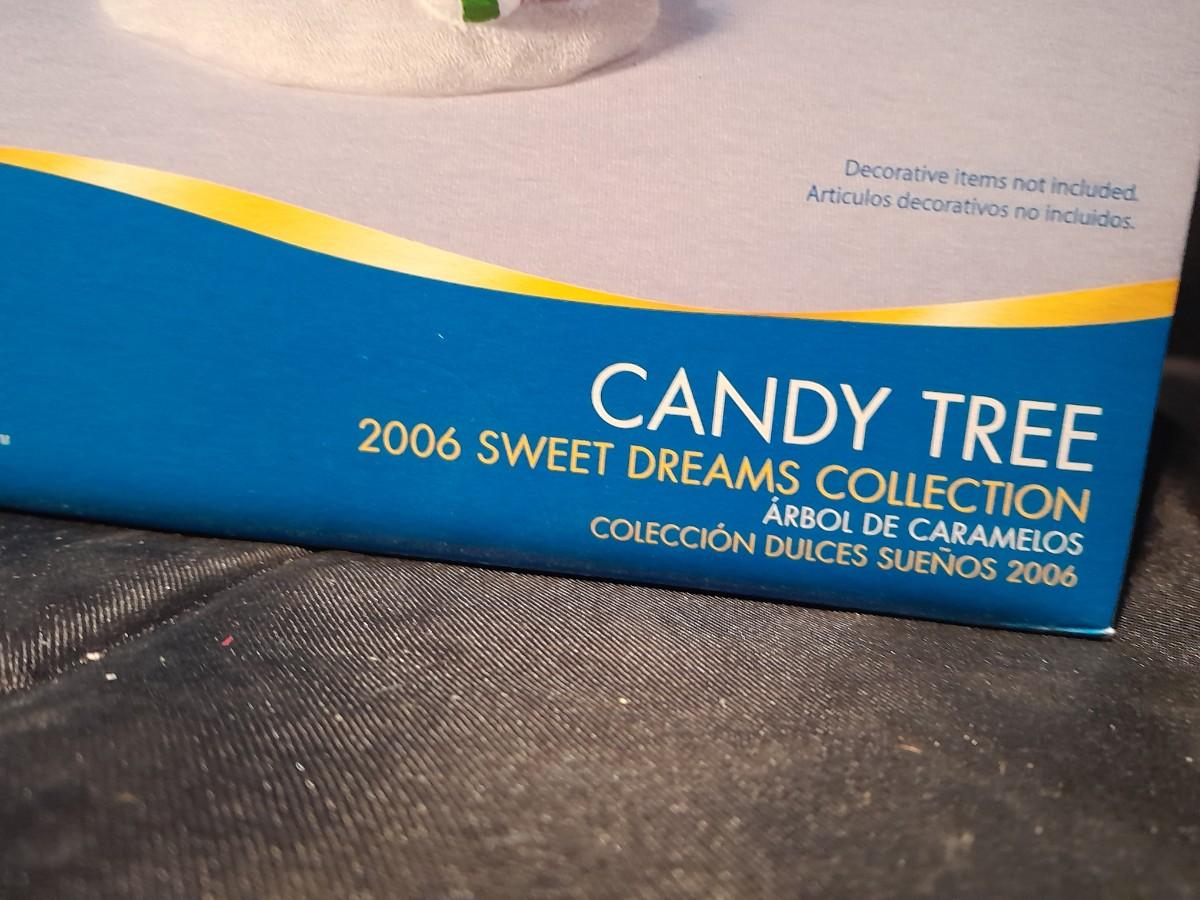 Decorative items not included.
Articulos decorativos no incluidos.
CANDY TREE
2006 SWEET DREAMS COLLECTION
ÁRBOL DE CARAMELOS
COLECCIÓN DULCES SUEÑOS 2006